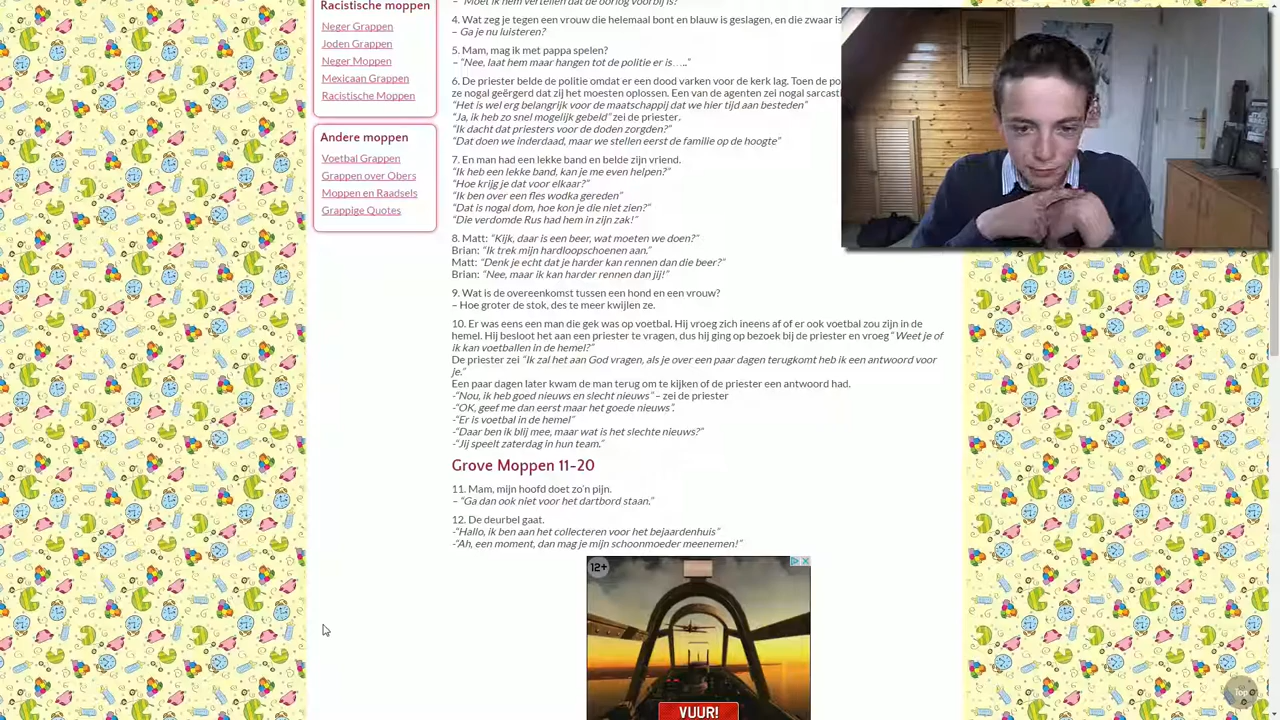 Racistische moppen
Neger Grappen
Joden Grappen
Neger Moppen
Mexicaan Grappen
Racistische Moppen
Andere moppen
Voetbal Grappen
Grappen over Obers
Moppen en Raadsels
Grappige Quotes
– "Moet ik hem vertellen dat de oorlog voorbij is?"
4. Wat zeg je tegen een vrouw die helemaal bont en blauw is geslagen, en die zwaar is
– Ga je nu luisteren?
5. Mam, mag ik met pappa spelen?
– "Nee, laat hem maar hangen tot de politie er is….."
6. De priester belde de politie omdat er een dood varken voor de kerk lag. Toen de po
ze nogal geërgerd dat zij het moesten oplossen. Een van de agenten zei nogal sarcasti
"Het is wel erg belangrijk voor de maatschappij dat we hier tijd aan besteden"
"Ja, ik heb zo snel mogelijk gebeld" zei de priester.
"Ik dacht dat priesters voor de doden zorgden?"
"Dat doen we inderdaad, maar we stellen eerst de familie op de hoogte"
7. En man had een lekke band en belde zijn vriend.
"Ik heb een lekke band, kan je me even helpen?"
"Hoe krijg je dat voor elkaar?"
"Ik ben over een fles wodka gereden"
"Dat is nogal dom, hoe kon je die niet zien?"
"Die verdomde Rus had hem in zijn zak!"
8. Matt: "Kijk, daar is een beer, wat moeten we doen?"
Brian: "Ik trek mijn hardloopschoenen aan."
Matt: "Denk je echt dat je harder kan rennen dan die beer?"
Brian: "Nee, maar ik kan harder rennen dan jij!"
9. Wat is de overeenkomst tussen een hond en een vrouw?
– Hoe groter de stok, des te meer kwijlen ze.
10. Er was eens een man die gek was op voetbal. Hij vroeg zich ineens af of er ook voetbal zou zijn in de
hemel. Hij besloot het aan een priester te vragen, dus hij ging op bezoek bij de priester en vroeg "Weet je of
ik kan voetballen in de hemel?"
De priester zei "Ik zal het aan God vragen, als je over een paar dagen terugkomt heb ik een antwoord voor
je."
Een paar dagen later kwam de man terug om te kijken of de priester een antwoord had.
-"Nou, ik heb goed nieuws en slecht nieuws" – zei de priester
-"OK, geef me dan eerst maar het goede nieuws".
-"Er is voetbal in de hemel"
-"Daar ben ik blij mee, maar wat is het slechte nieuws?"
-"Jij speelt zaterdag in hun team."
Grove Moppen 11-20
11. Mam, mijn hoofd doet zo'n pijn.
– "Ga dan ook niet voor het dartbord staan."
12. De deurbel gaat.
-"Hallo, ik ben aan het collecteren voor het bejaardenhuis"
-"Ah, een moment, dan mag je mijn schoonmoeder meenemen!"
12+
VUUR!
Top